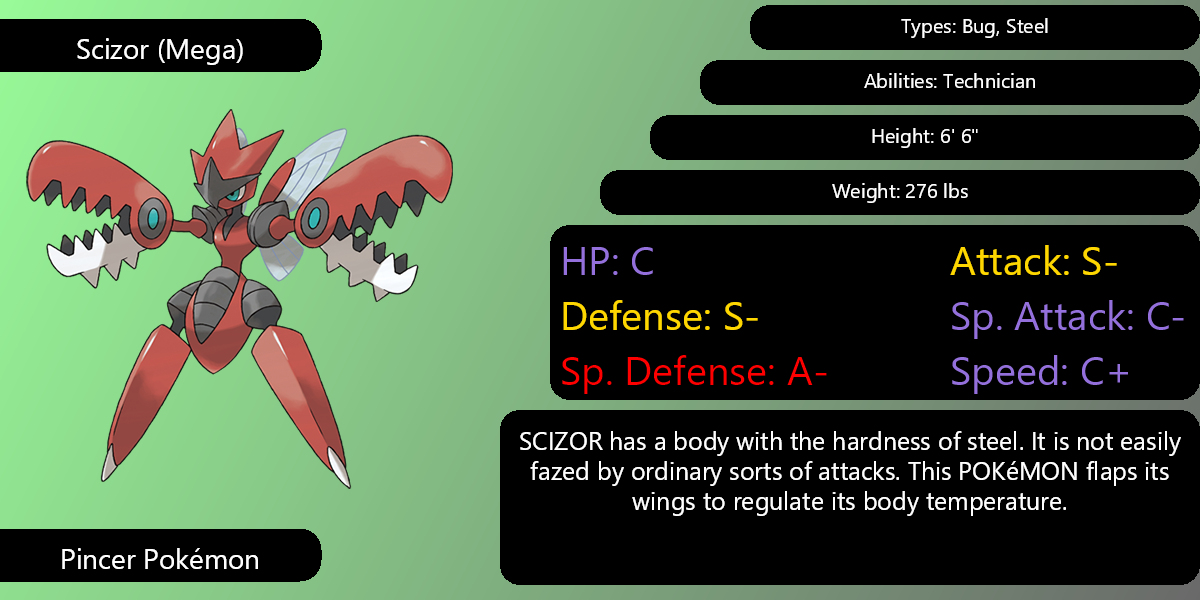 Scizor (Mega)
Types: Bug, Steel
Abilities: Technician
Height: 6' 6"
Weight: 276 lbs
HP: C
Attack: S-
Defense: S-
Sp. Attack: C-
Sp. Defense: A-
Speed: C+
SCIZOR has a body with the hardness of steel. It is not easily
fazed by ordinary sorts of attacks. This POKéMON flaps its
wings to regulate its body temperature.
Pincer Pokémon